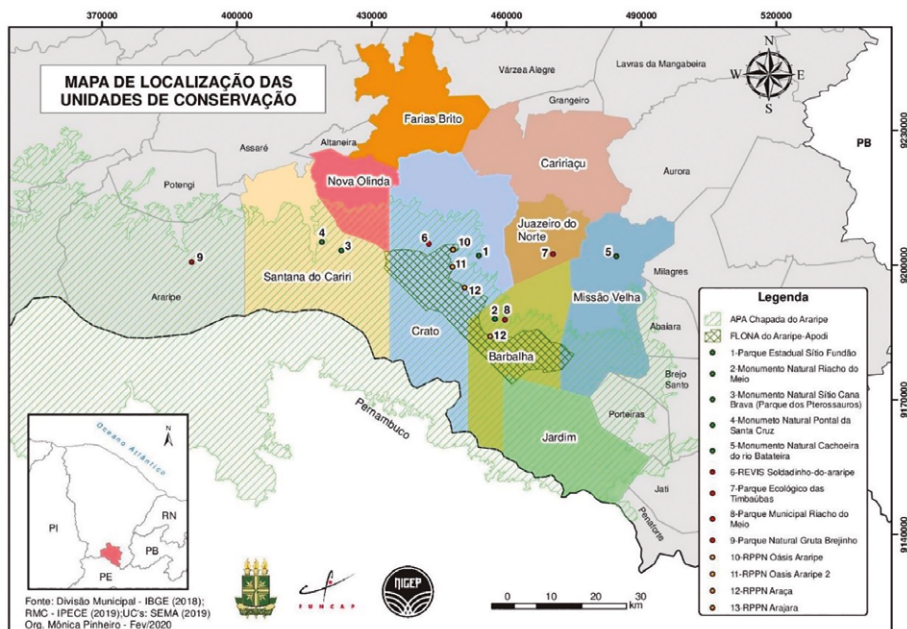 370000
400000
430000
460000
490000
520000
MAPA DE LOCALIZAÇÃO DAS
UNIDADES DE CONSERVAÇÃO
N
W
E
S
Várzea Alegre
Lavras da Mangabeira
Grangeiro
Farias Brito
9230000
PB
Assaré
Altaneira
Caririaçu
Aurora
Potengi
Nova Olinda
Juazeiro do
Norte
4
3
6
10
1
7
5
9
11
12
9200000
Milagres
Santana do Cariri
Missão Velha
Araripe
2
8
12
Crato
Barbalha
Abaiara
Brejo
Santo
Porteiras
9170000
Pernambuco
Jardim
Jati
Penaforte
9140000
Legenda
APA Chapada do Araripe
FLONA do Araripe-Apodi
1-Parque Estadual Sítio Fundão
2-Monumento Natural Riacho do
Meio
3-Monumento Natural Sítio Cana
Brava (Parque dos Pterossauros)
4-Monumeto Natural Pontal da
Santa Cruz
5-Monumento Natural Cachoeira
do rio Batateira
6-REVIS Soldadinho-do-araripe
7-Parque Ecológico das
Timbaúbas
8-Parque Municipal Riacho do
Meio
9-Parque Natural Gruta Brejinho
10-RPPN Oásis Araripe
11-RPPN Oasis Araripe 2
12-RPPN Araça
13-RPPN Arajara
Oceano Atlântico
N
PI
RN
PB
PE
Fonte: Divisão Municipal - IBGE (2018);
RMC - IPECE (2019);UC's: SEMA (2019)
Org. Mônica Pinheiro - Fev/2020
FUNCAP
NIGEP
0 10 20 30
km